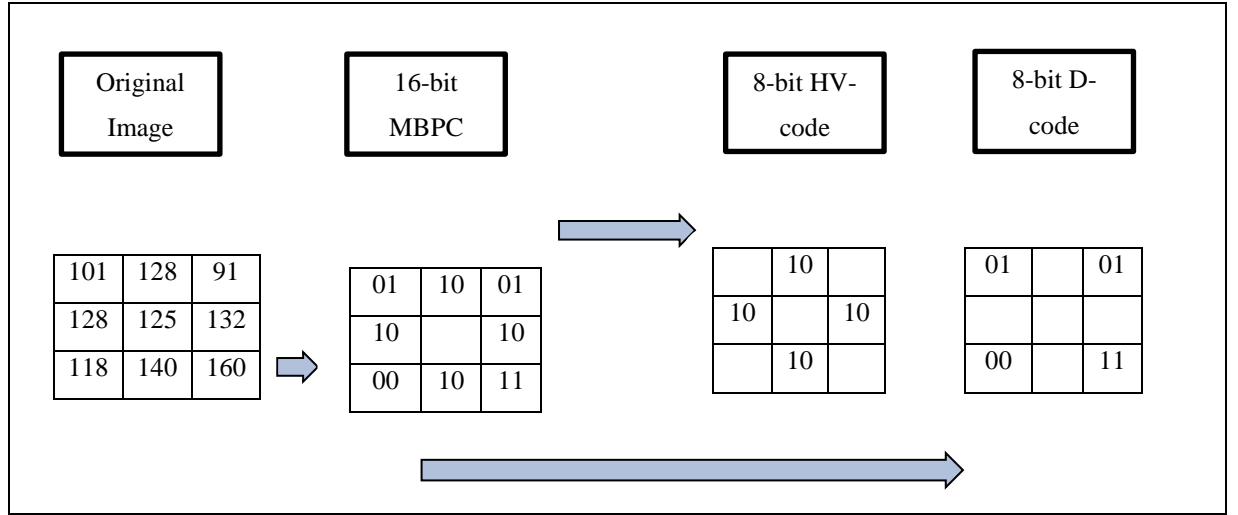 Original
Image
16-bit
MBPC
8-bit HV-
code
8-bit D-
code
101 128 91
128 125 132
118 140 160
01 10 01
10 10
00 10 11
10
10 10
10
01 01
00 11